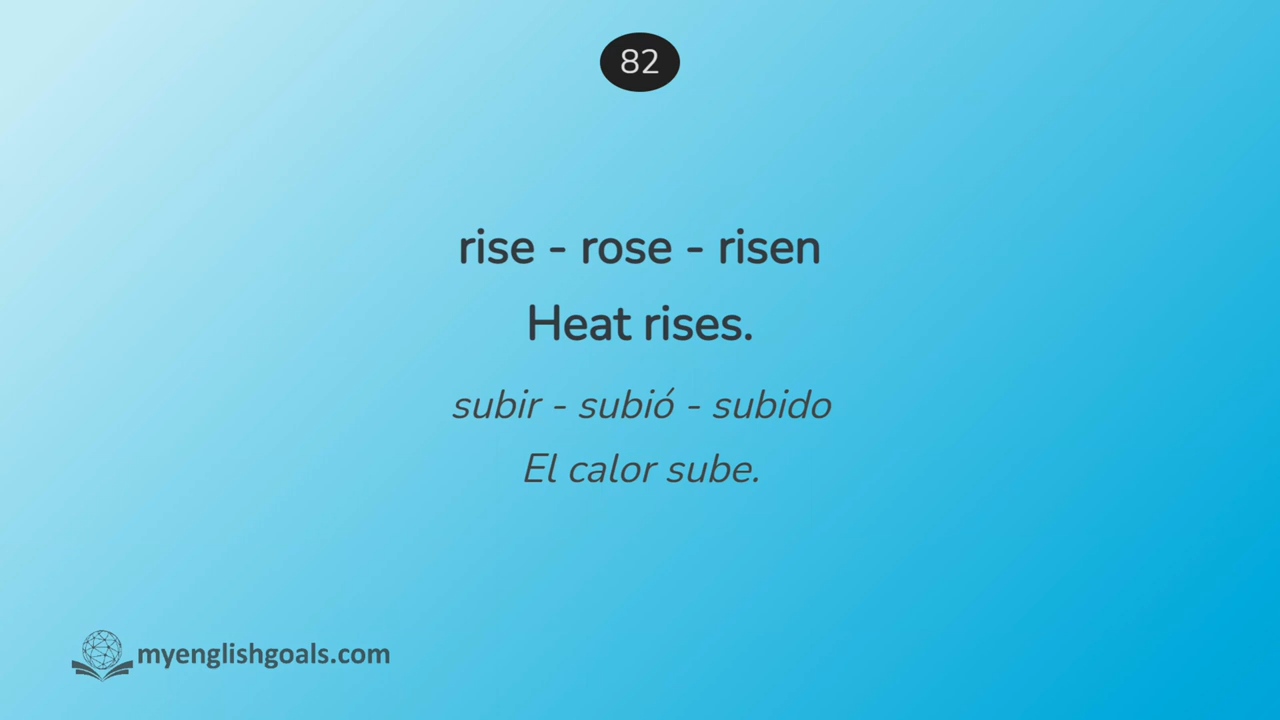 82
rise - rose - risen
Heat rises.
subir - subió - subido
El calor sube.
myenglishgoals.com